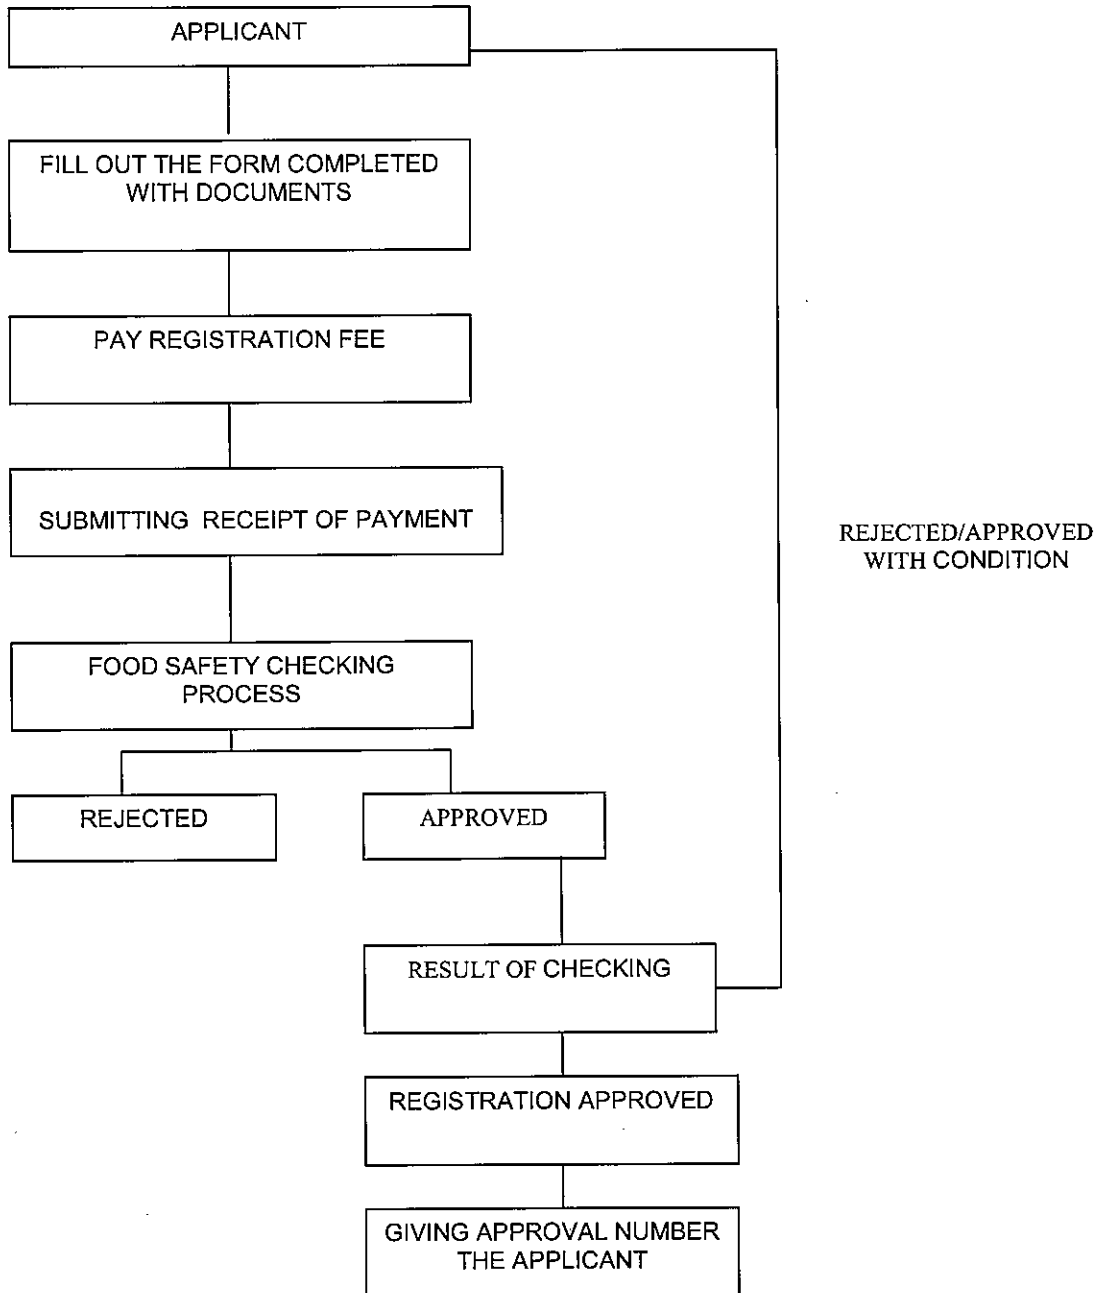 APPLICANT
FILL OUT THE FORM COMPLETED
WITH DOCUMENTS
PAY REGISTRATION FEE
SUBMITTING RECEIPT OF PAYMENT
REJECTED/APPROVED
WITH CONDITION
FOOD SAFETY CHECKING
PROCESS
REJECTED
APPROVED
RESULT OF CHECKING
REGISTRATION APPROVED
GIVING APPROVAL NUMBER
THE APPLICANT